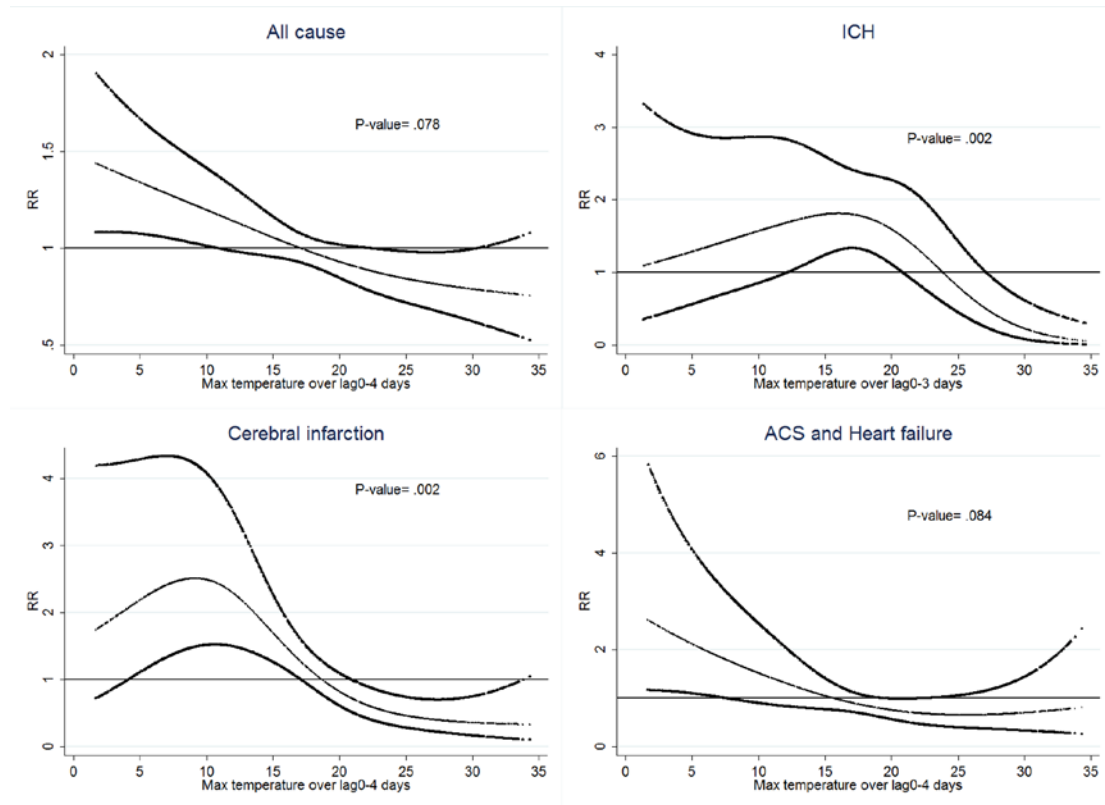 All cause
2
1.5
1
.5
RR
P-value= .078
0 5 10 15 20 25 30 35
Max temperature over lag0-4 days
ICH
4
3
2
1
0
RR
P-value= .002
0 5 10 15 20 25 30 35
Max temperature over lag0-3 days
Cerebral infarction
4
3
2
1
0
RR
P-value= .002
0 5 10 15 20 25 30 35
Max temperature over lag0-4 days
ACS and Heart failure
6
4
2
0
RR
P-value= .084
0 5 10 15 20 25 30 35
Max temperature over lag0-4 days